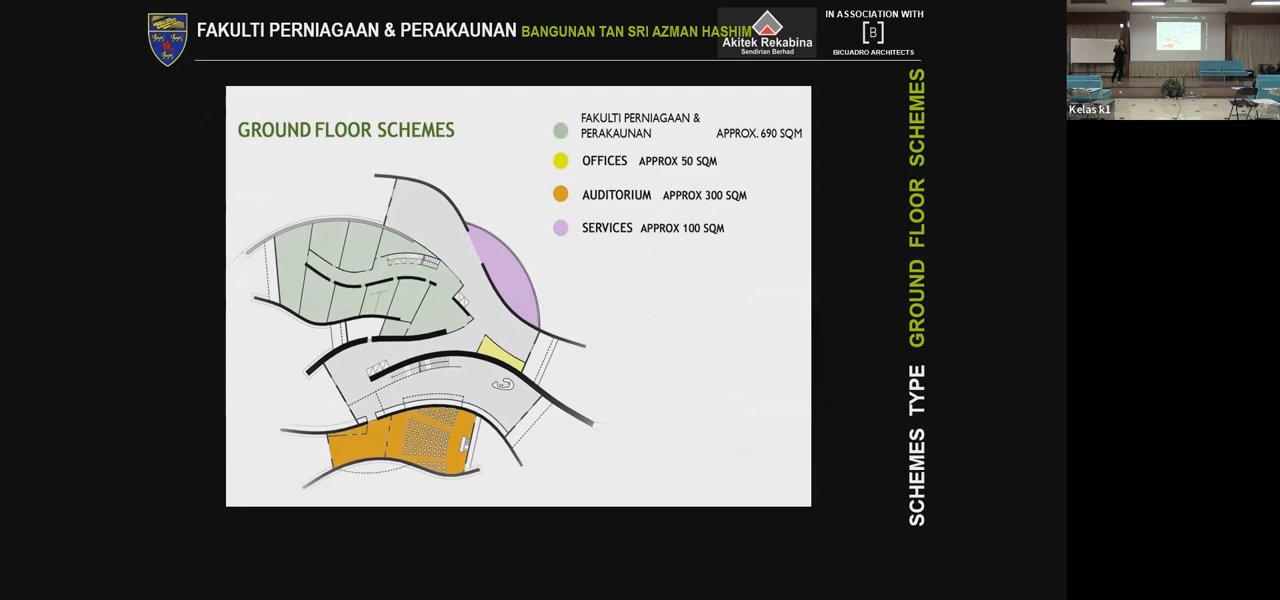 FAKULTI PERNIAGAAN & PERAKAUNAN BANGUNAN TAN SRI AZMAN HASHIM
Akitek Rekabina
Sendirian Berhad
IN ASSOCIATION WITH
[B]
BICUADRO ARCHITECTS
Kelas k1
GROUND FLOOR SCHEMES
FAKULTI PERNIAGAAN &
PERAKAUNAN APPROX. 690 SQM
OFFICES APPROX 50 SQM
AUDITORIUM APPROX 300 SQM
SERVICES APPROX 100 SQM
SCHEMES TYPE GROUND FLOOR SCHEMES